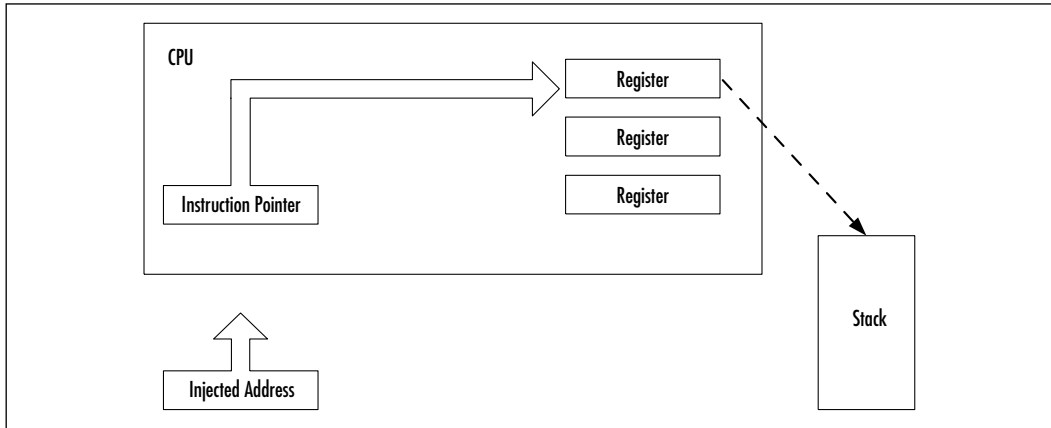 CPU
Register
Register
Register
Instruction Pointer
Stack
Injected Address